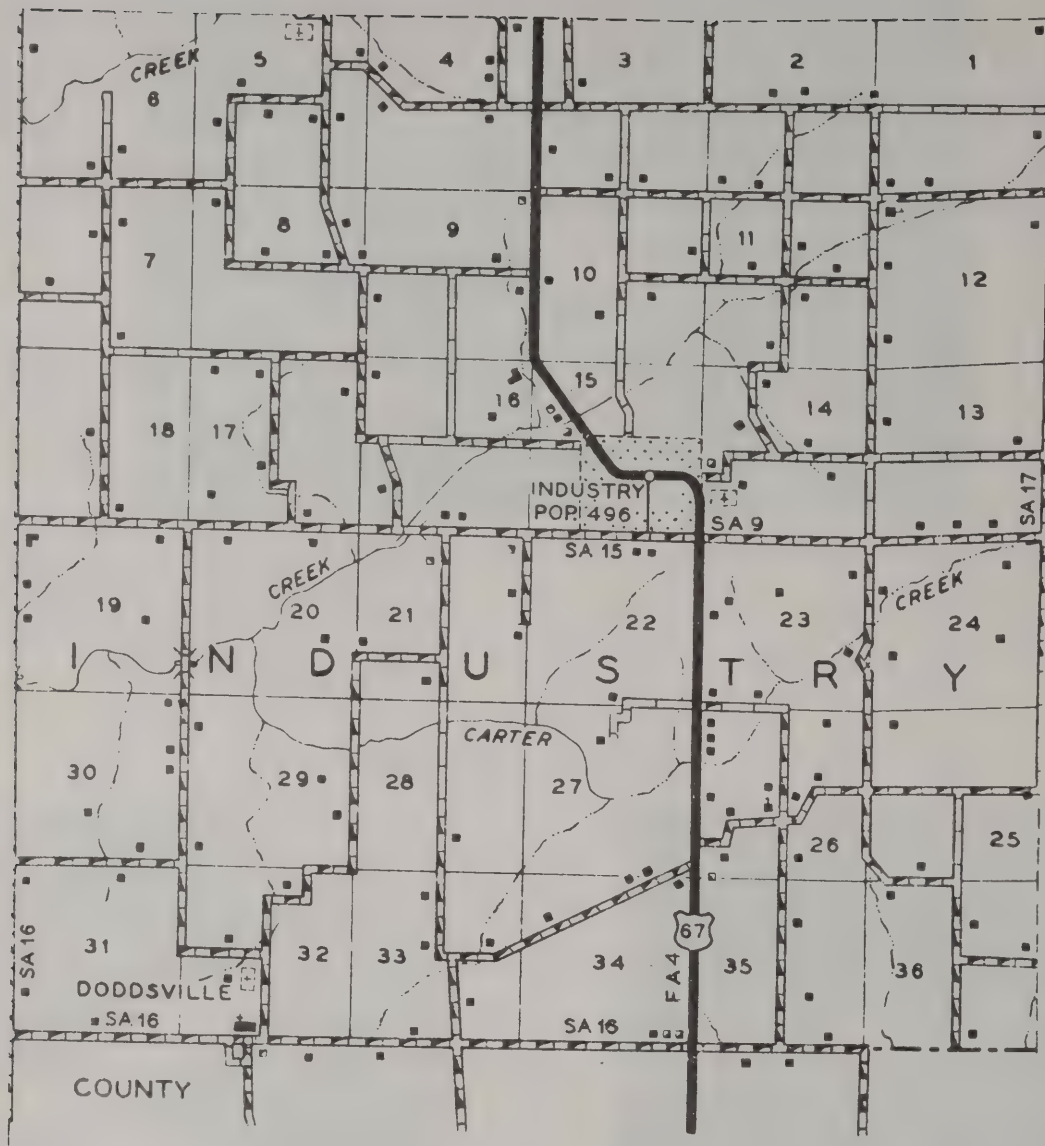 CREEK
5
4
3
2
1
6
8
9
11
7
10
12
15
16
14
13
18
17
INDUSTRY
POP. 496
SA 9
SA 17
SA 15
CREEK
CREEK
19
20
21
22
23
24
I N D U S T R Y
CARTER
30
29
28
27
26
25
67
31
32
33
34
35
36
SA 16
FA 4
DODDSVILLE
SA 16
SA 16
COUNTY